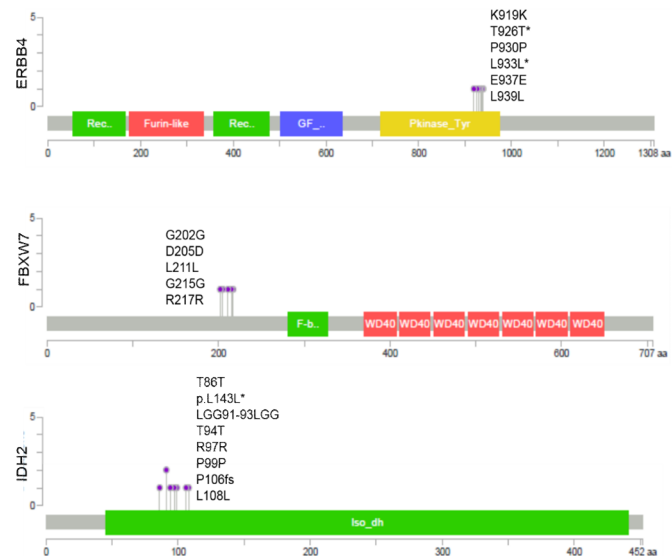 K919K
T926T*
P930P
L933L*
E937E
L939L
ERBB4
5
0
Rec.. Furin-like Rec.. GF_.. Pkinase_Tyr
0 200 400 600 800 1000 1200 1308 aa
G202G
D205D
L211L
G215G
R217R
FBXW7
5
0
F-b.. WD40 WD40 WD40 WD40 WD40 WD40 WD40
0 200 400 600 707 aa
T86T
p.L143L*
LGG91-93LGG
T94T
R97R
P99P
P106fs
L108L
IDH2
5
0
Iso_dh
0 100 200 300 400 452 aa